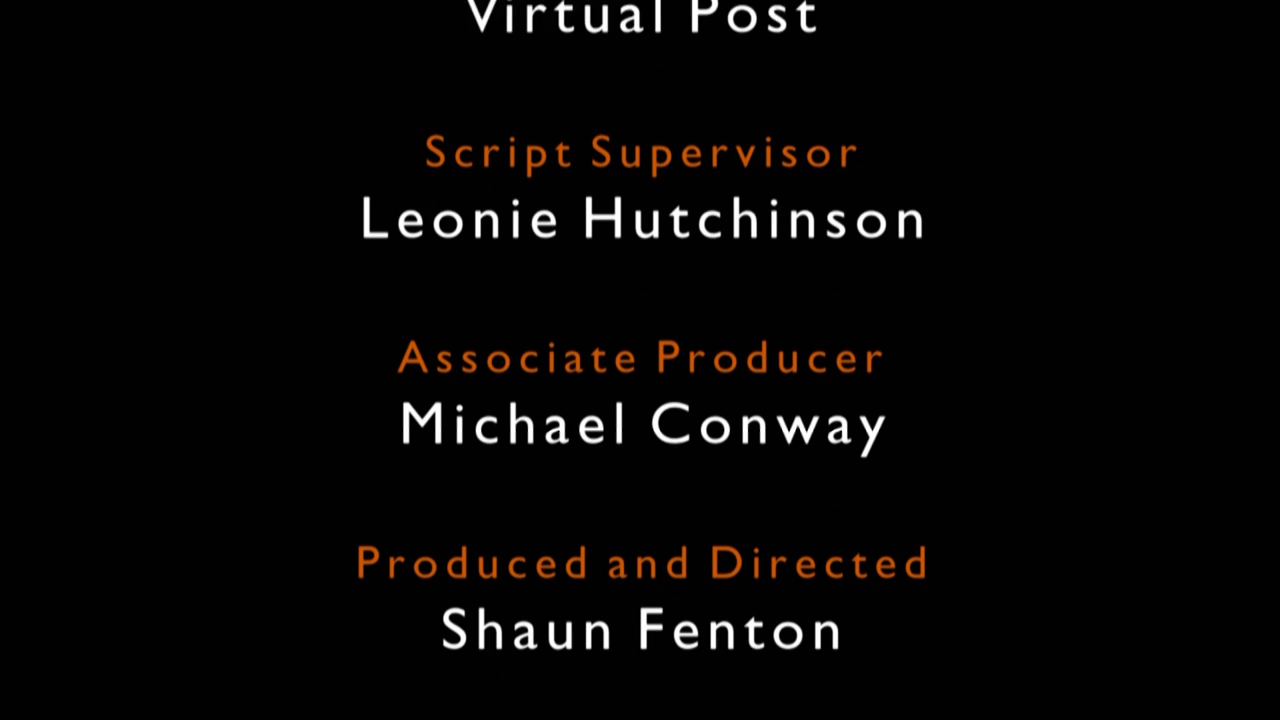 Virtual Post
Script Supervisor
Leonie Hutchinson
Associate Producer
Michael Conway
Produced and Directed
Shaun Fenton